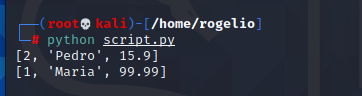 (root💀kali)-[/home/rogelio]
# python script.py
[2, 'Pedro', 15.9]
[1, 'Maria', 99.99]